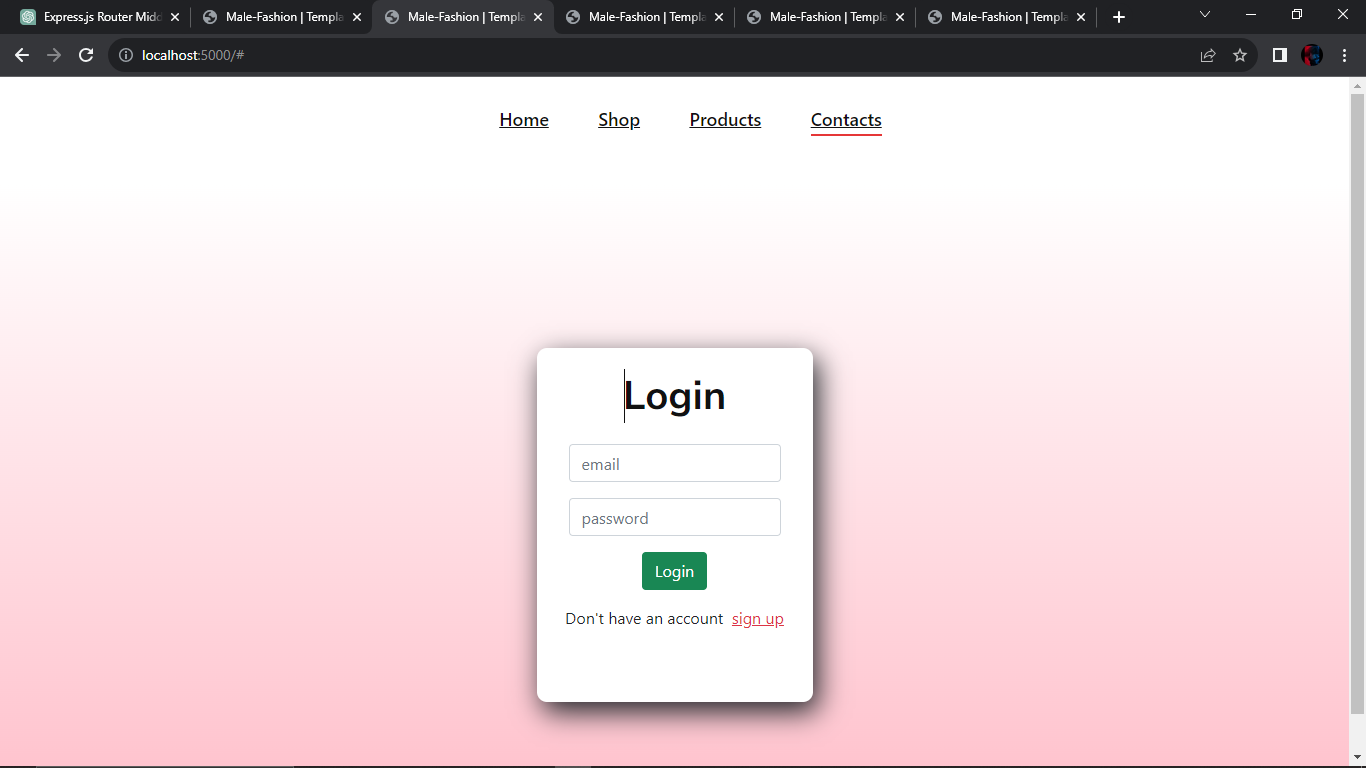 Express.js Router Midd
Male-Fashion | Templa
Male-Fashion | Templa
Male-Fashion | Templa
Male-Fashion | Templa
Male-Fashion | Templa
localhost:5000/#
Home Shop Products Contacts
Login
email
password
Login
Don't have an account sign up